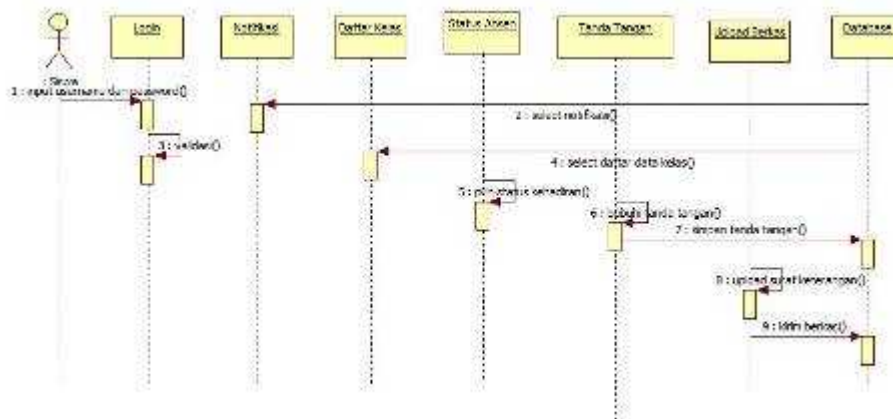 Login
Notifikasi
Daftar Kelas
Status Absen
Tanda Tangan
Upload Berkas
Database
: Siswa
1 : input username dan password()
2 : select notifikasi()
3 : validasi()
4 : select daftar data kelas()
5 : pilih status kehadiran()
6 : bubuhi tanda tangan()
7 : simpan tanda tangan()
8 : upload surat keterangan()
9 : kirim berkas()